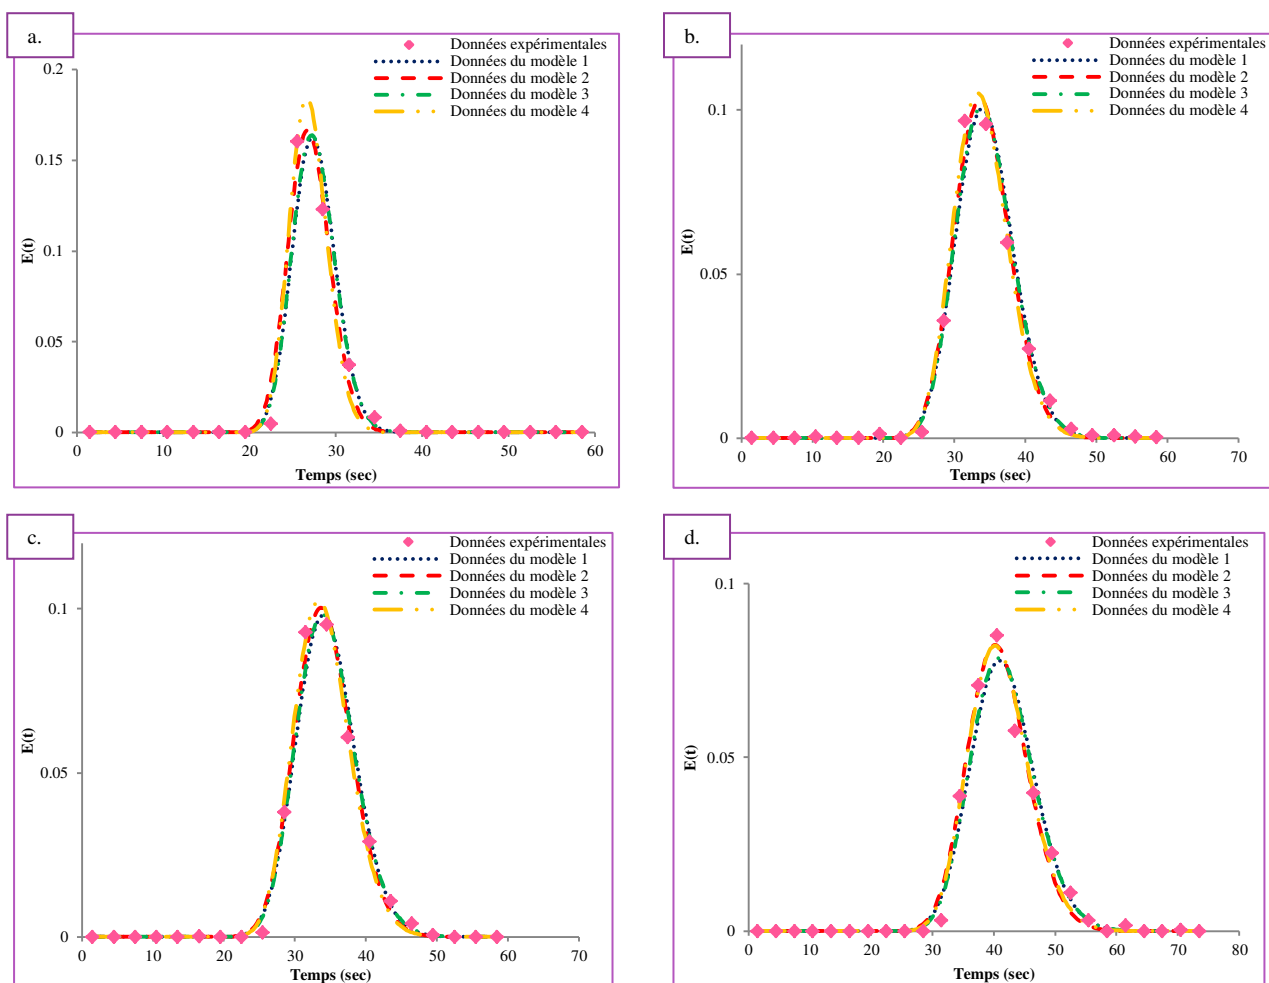 a.
Données expérimentales
Données du modèle 1
Données du modèle 2
Données du modèle 3
Données du modèle 4
0.2
0.15
0.1
0.05
0
E(t)
0 10 20 30 40 50 60
Temps (sec)
b.
Données expérimentales
Données du modèle 1
Données du modèle 2
Données du modèle 3
Données du modèle 4
0.1
0.05
0
E(t)
0 10 20 30 40 50 60 70
Temps (sec)
c.
Données expérimentales
Données du modèle 1
Données du modèle 2
Données du modèle 3
Données du modèle 4
0.1
0.05
0
E(t)
0 10 20 30 40 50 60 70
Temps (sec)
d.
Données expérimentales
Données du modèle 1
Données du modèle 2
Données du modèle 3
Données du modèle 4
0.1
0.05
0
E(t)
0 10 20 30 40 50 60 70 80
Temps (sec)